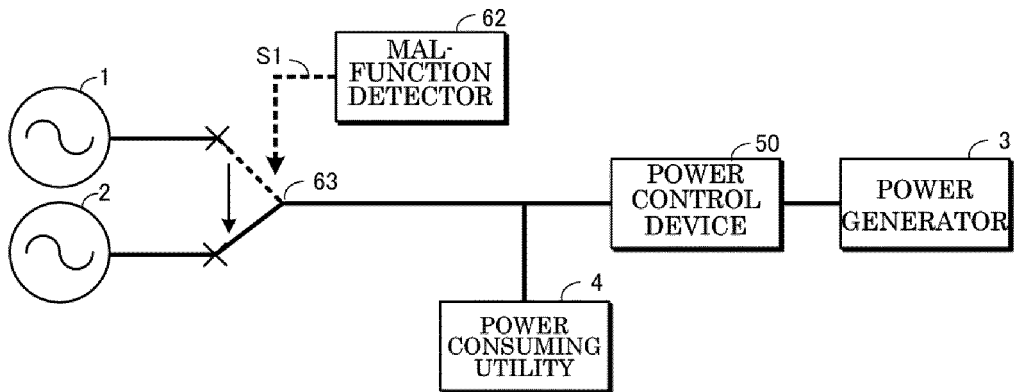 62
S1
MAL-
FUNCTION
DETECTOR
1
2
63
50
POWER
CONTROL
DEVICE
3
POWER
GENERATOR
4
POWER
CONSUMING
UTILITY